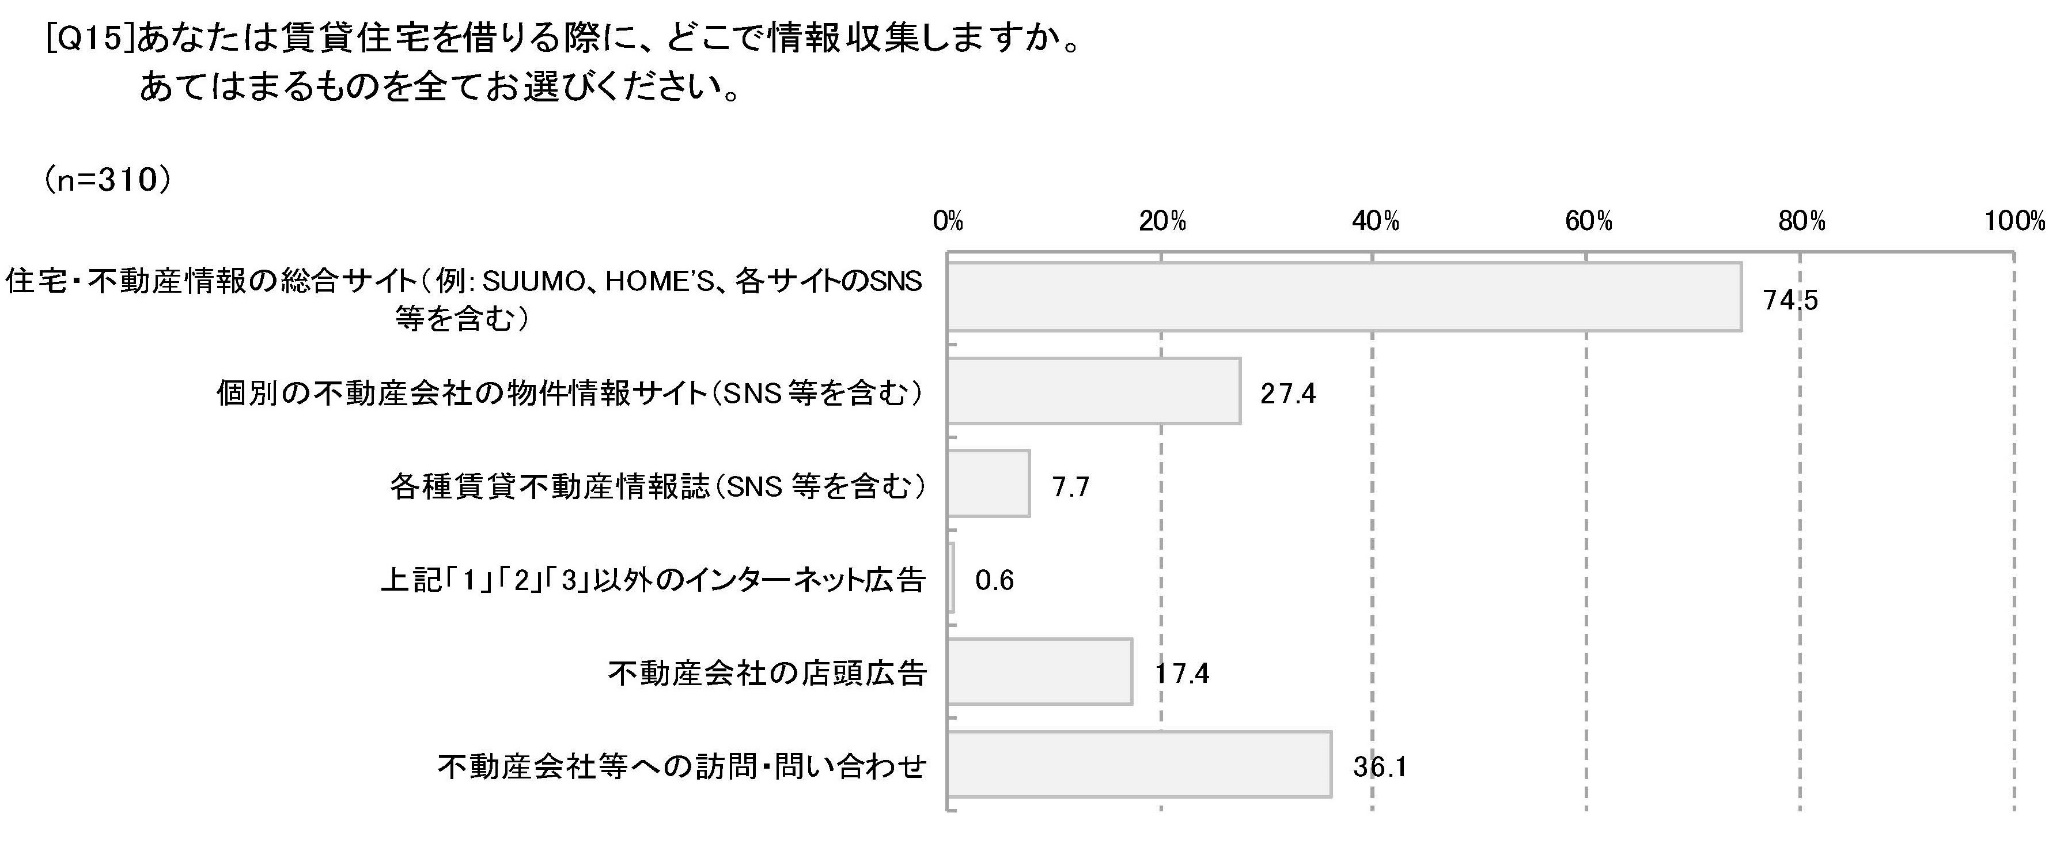 [Q15]あなたは賃貸住宅を借りる際に、どこで情報収集しますか。
あてはまるものを全てお選びください。
（n=310）
0%
20%
40%
60%
80%
100%
住宅・不動産情報の総合サイト（例：SUUMO、HOME’S、各サイトのSNS
等を含む）
74.5
個別の不動産会社の物件情報サイト（SNS 等を含む）
27.4
各種賃貸不動産情報誌（SNS 等を含む）
7.7
上記「1」「2」「3」以外のインターネット広告
0.6
不動産会社の店頭広告
17.4
不動産会社等への訪問・問い合わせ
36.1